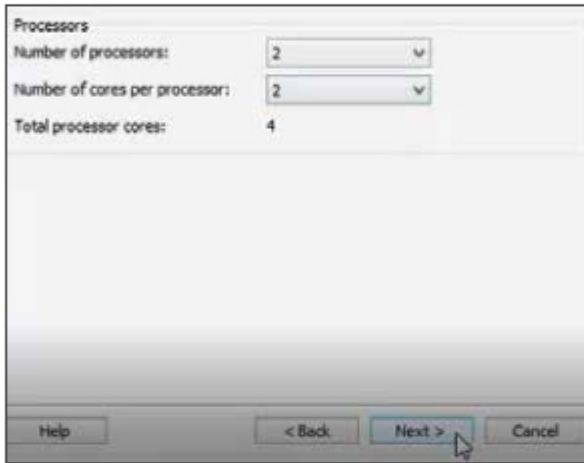 Processors
Number of processors: 2
Number of cores per processor: 2
Total processor cores: 4
Help < Back Next > Cancel